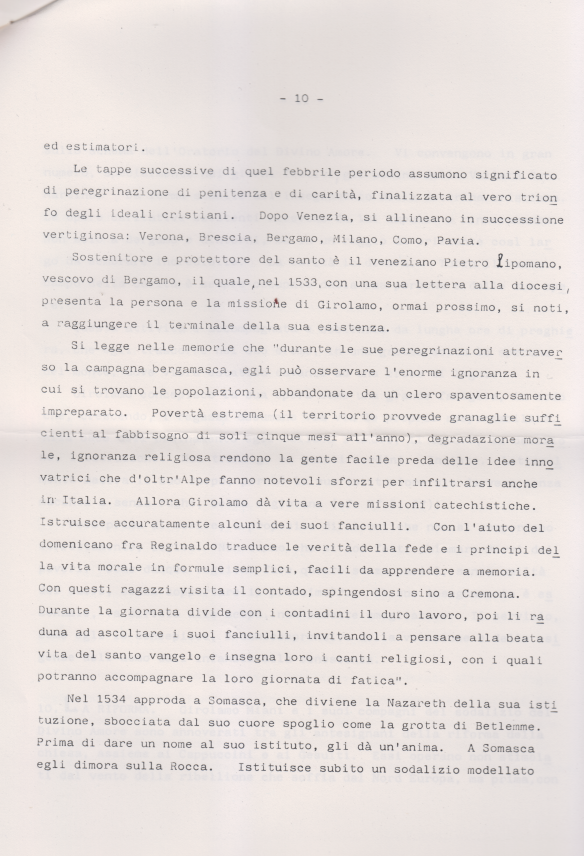 - 10 -
ed estimatori.
Le tappe successive di quel febbrile periodo assumono significato
di peregrinazione di penitenza e di carità, finalizzata al vero trion
fo degli ideali cristiani. Dopo Venezia, si allineano in successione
vertiginosa: Verona, Brescia, Bergamo, Milano, Como, Pavia.
Sostenitore e protettore del santo è il veneziano Pietro Lipomano,
vescovo di Bergamo, il quale, nel 1533, con una sua lettera alla diocesi,
presenta la persona e la missione di Girolamo, ormai prossimo, si noti,
a raggiungere il terminale della sua esistenza.
Si legge nelle memorie che "durante le sue peregrinazioni attraver
so la campagna bergamasca, egli può osservare l'enorme ignoranza in
cui si trovano le popolazioni, abbandonate da un clero spaventosamente
impreparato. Povertà estrema (il territorio provvede granaglie suffi
cienti al fabbisogno di soli cinque mesi all'anno), degradazione mora
le, ignoranza religiosa rendono la gente facile preda delle idee inno
vatrici che d'oltr'Alpe fanno notevoli sforzi per infiltrarsi anche
in Italia. Allora Girolamo dà vita a vere missioni catechistiche.
Istruisce accuratamente alcuni dei suoi fanciulli. Con l'aiuto del
domenicano fra Reginaldo traduce le verità della fede e i principi del
la vita morale in formule semplici, facili da apprendere a memoria.
Con questi ragazzi visita il contado, spingendosi sino a Cremona.
Durante la giornata divide con i contadini il duro lavoro, poi li ra
duna ad ascoltare i suoi fanciulli, invitandoli a pensare alla beata
vita del santo vangelo e insegna loro i canti religiosi, con i quali
potranno accompagnare la loro giornata di fatica".
Nel 1534 approda a Somasca, che diviene la Nazareth della sua isti
tuzione, sbocciata dal suo cuore spoglio come la grotta di Betlemme.
Prima di dare un nome al suo istituto, gli dà un'anima. A Somasca
egli dimora sulla Rocca. Istituisce subito un sodalizio modellato